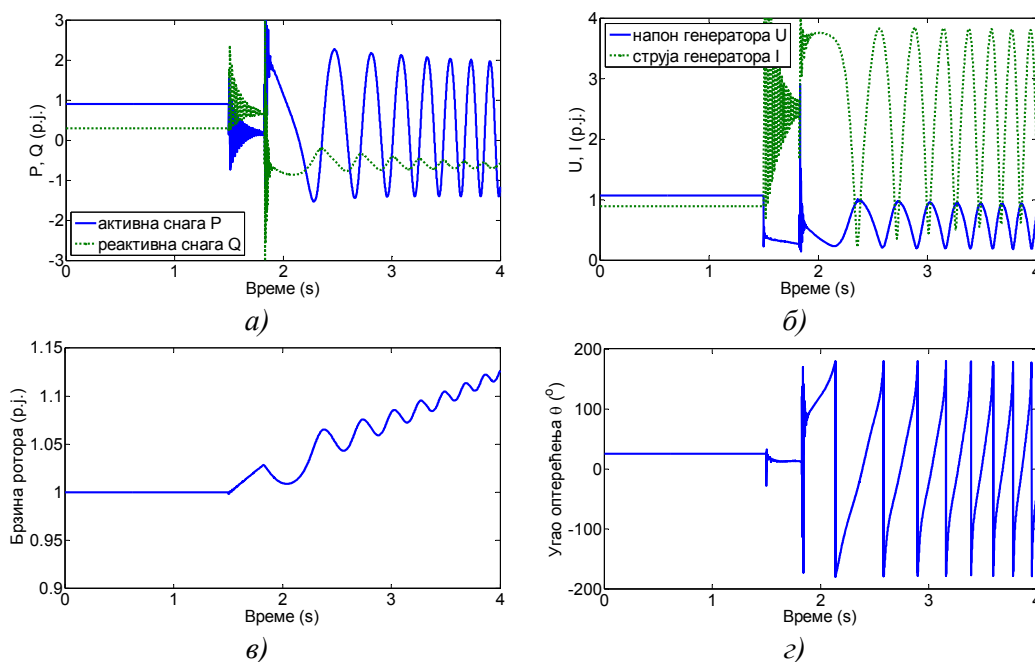 а)
б)
3
2
1
0
-1
-2
-3
P, Q (p.j.)
активна снага P
реактивна снага Q
0
1
2
3
4
Време (s)
4
3
2
1
0
U, I (p.j.)
напон генератора U
струја генератора I
0
1
2
3
4
Време (s)
a)
б)
1.15
1.1
1.05
1
0.95
0.9
Брзина ротора (p.j.)
0
1
2
3
4
Време (s)
200
100
0
-100
-200
Угао оптерећења θ (°)
0
1
2
3
4
Време (s)
в)
г)